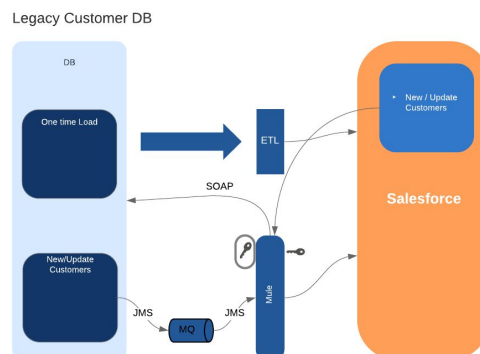 Legacy Customer DB
DB
One time Load
ETL
• New / Update
Customers
Salesforce
SOAP
New/Update
Customers
Mule
JMS
MQ
JMS